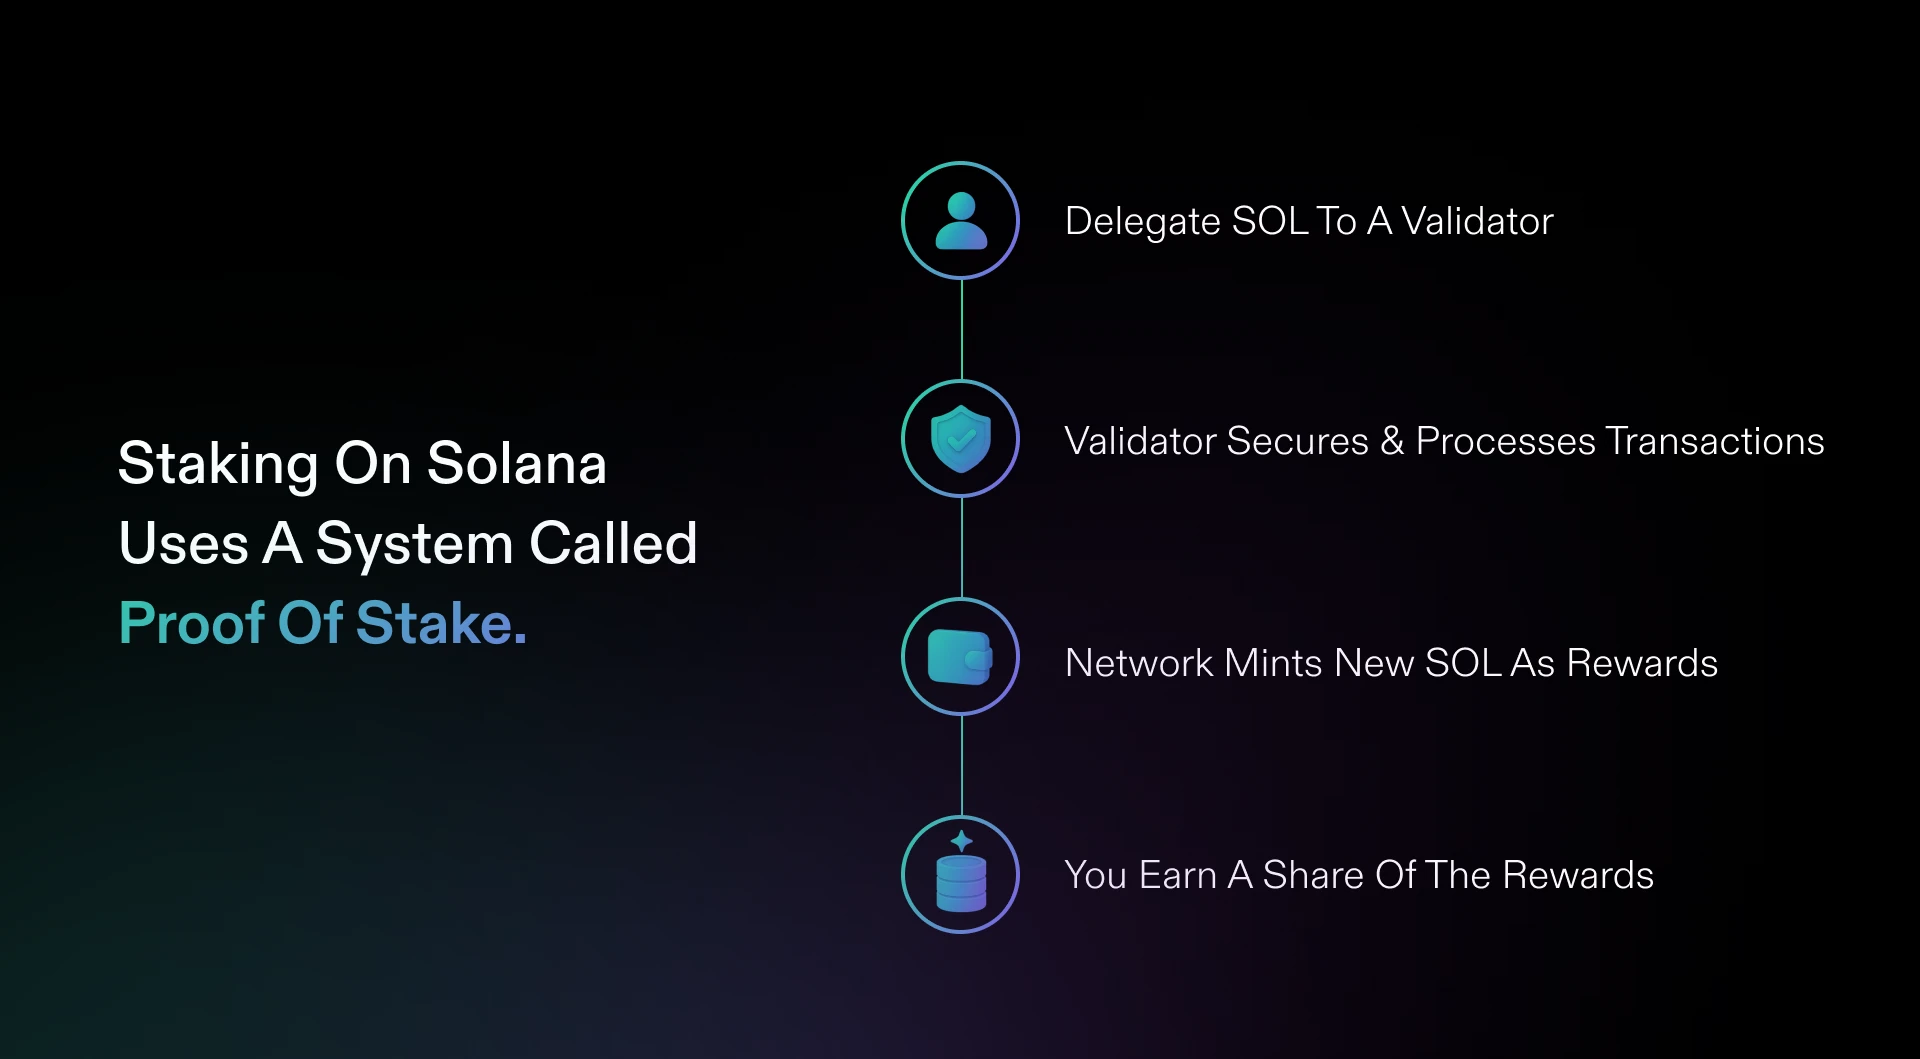 Staking On Solana
Uses A System Called
Proof Of Stake.
Delegate SOL To A Validator
Validator Secures & Processes Transactions
Network Mints New SOL As Rewards
You Earn A Share Of The Rewards